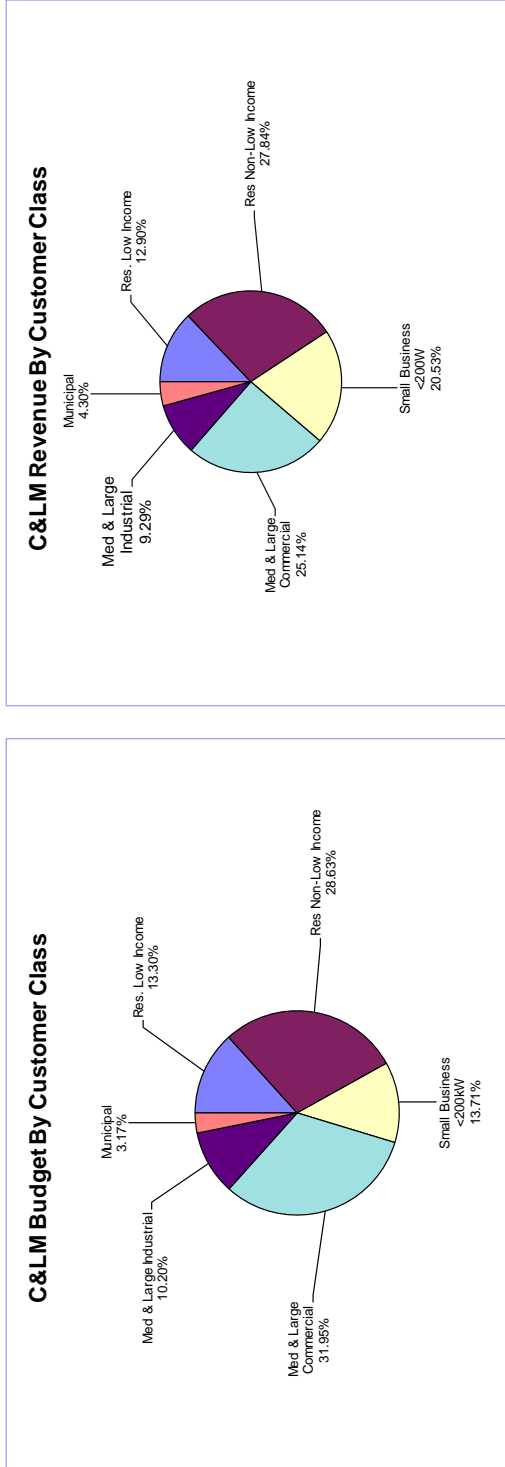 C&LM Budget By Customer Class
Res. Low Income
13.30%
Res Non-Low Income
28.63%
Small Business
<200kW
13.71%
Med & Large
Commercial
31.95%
Med & Large Industrial
10.20%
Municipal
3.17%
C&LM Revenue By Customer Class
Res. Low Income
12.90%
Res Non-Low Income
27.84%
Small Business
<200W
20.53%
Med & Large
Commercial
25.14%
Med & Large
Industrial
9.29%
Municipal
4.30%